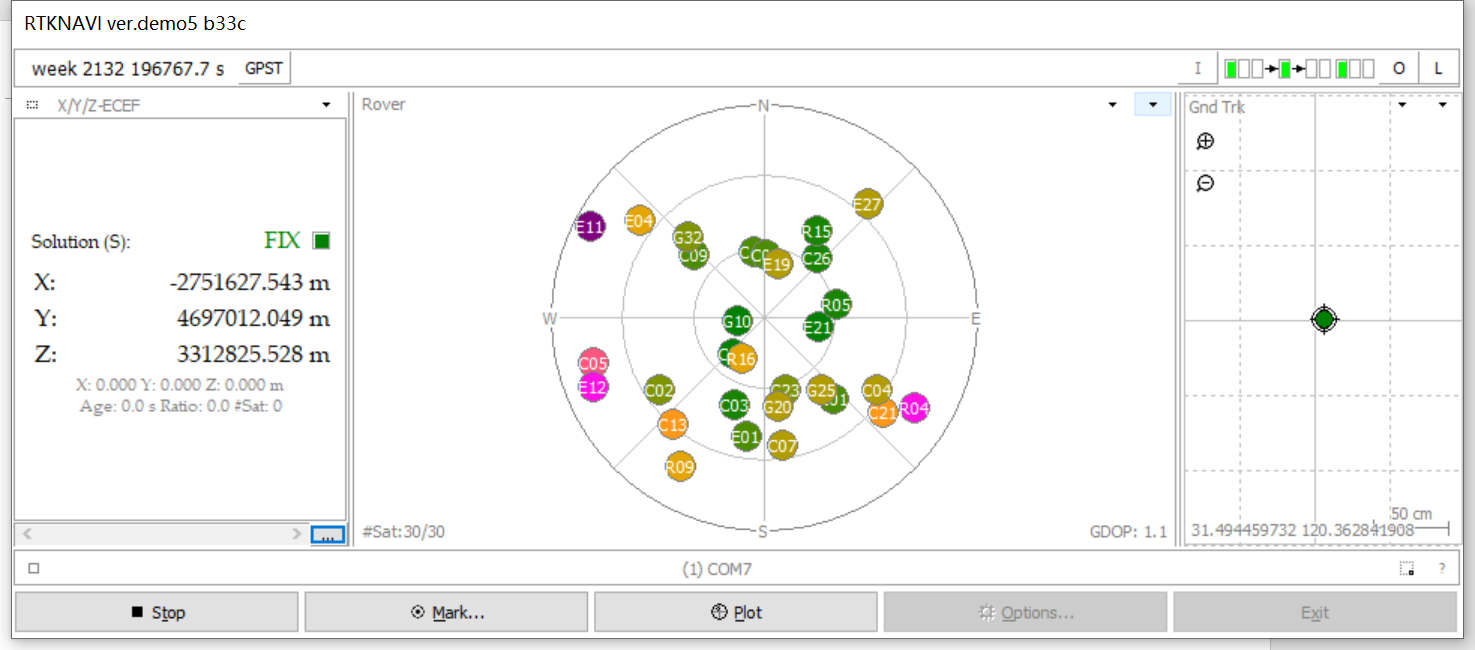 RTKNAVI ver.demo5 b33c
week 2132 196767.7 s GPST
I O L
X/Y/Z-ECEF
Solution (S): FIX
X: -2751627.543 m
Y: 4697012.049 m
Z: 3312825.528 m
X: 0.000 Y: 0.000 Z: 0.000 m
Age: 0.0 s Ratio: 0.0 #Sat: 0
...
Rover
N
E27
E11 E04
R15
G32
C09 E19 C26
R05
G10
W E
E21
R16
C05
E12 C02 C23 G25 C04
C03 G20 C21 R04
C13
E01 C07
R09
S
#Sat:30/30 GDOP: 1.1
Gnd Trk
50 cm
31.494459732 120.362841908
(1) COM7
?
Stop Mark... Plot Options... Exit